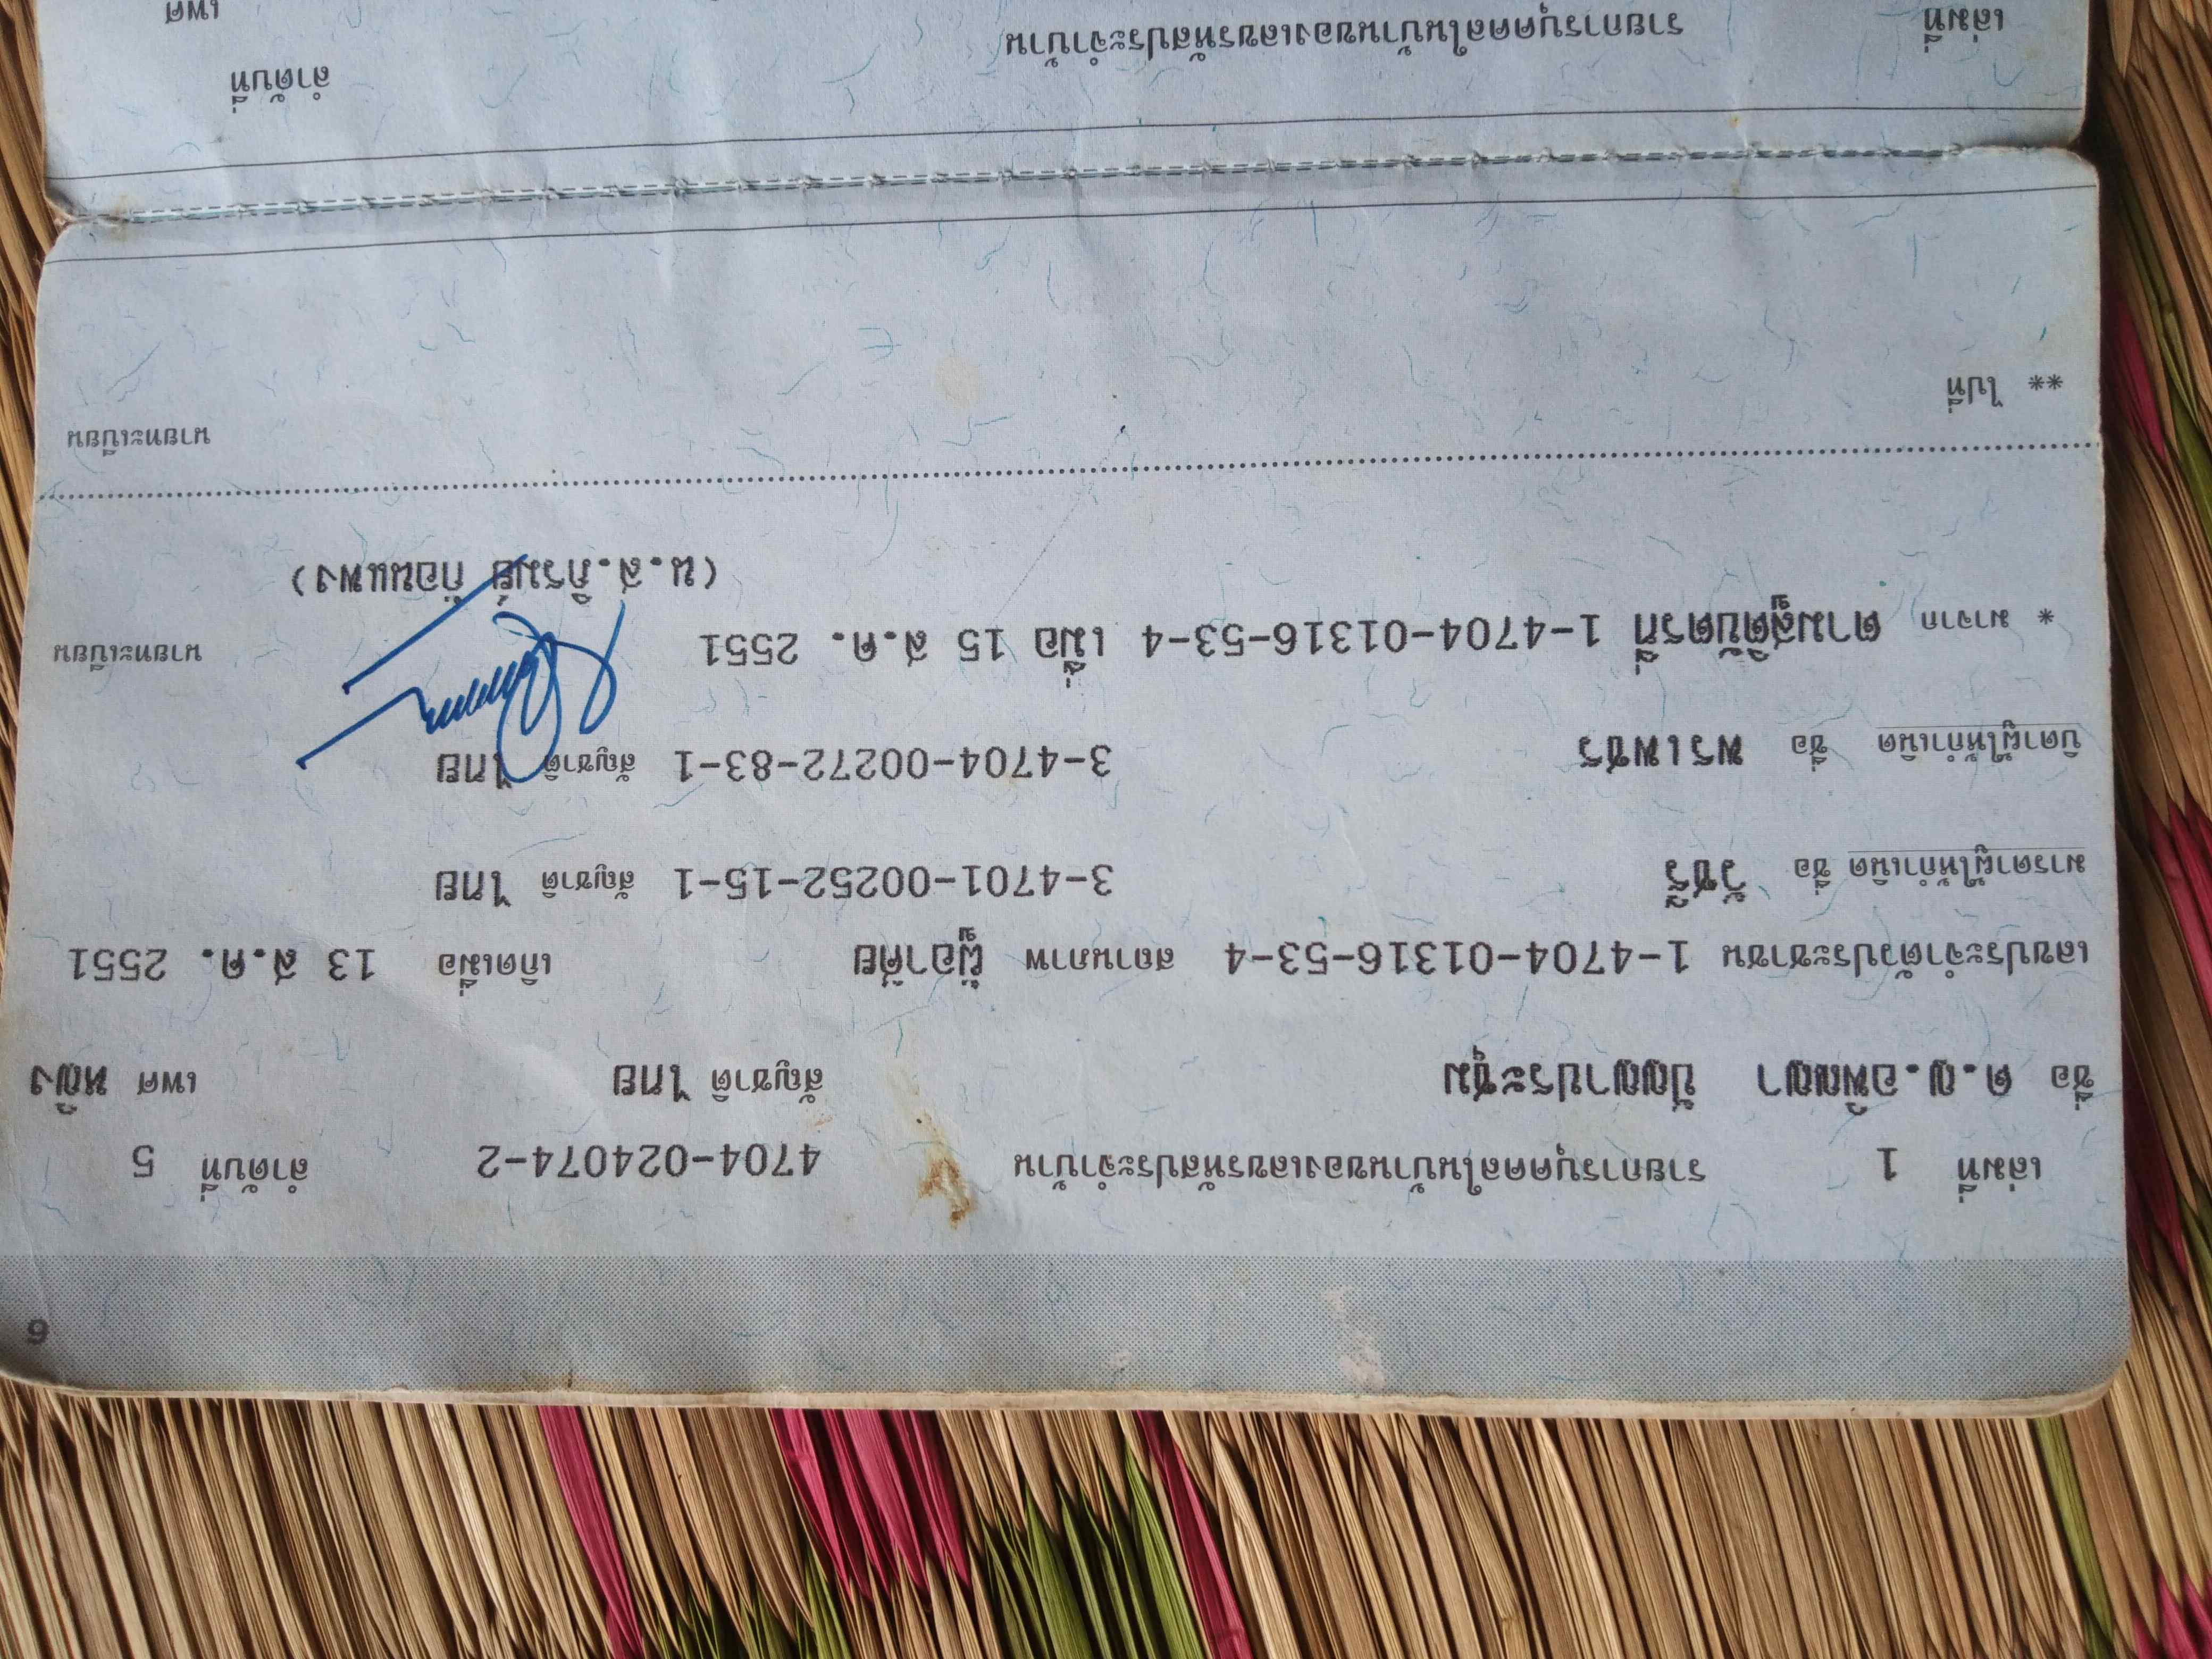 6
เล่มที่ 1 รายการบุคคลในบ้านของเลขรหัสประจำบ้าน 4704-024074-2 ลำดับที่ 5
ชื่อ ด.ญ.อพิญญา ปัญญาประชุม สัญชาติ ไทย เพศ หญิง
เลขประจำตัวประชาชน 1-4704-01316-53-4 สถานภาพ ผู้อาศัย เกิดเมื่อ 13 ส.ค. 2551
มารดาผู้ให้กำเนิด ชื่อ วัชรี 3-4701-00252-15-1 สัญชาติ ไทย
บิดาผู้ให้กำเนิด ชื่อ พรเพชร 3-4704-00272-83-1 สัญชาติ ไทย
* มาจาก ตามสูติบัตรที่ 1-4704-01316-53-4 เมื่อ 15 ส.ค. 2551 นายทะเบียน
(น.ส.ภิรมย์ ก้อนแพง)
** ไปที่ นายทะเบียน
ลำดับที่
เล่มที่ รายการบุคคลในบ้านของเลขรหัสประจำบ้าน เพศ